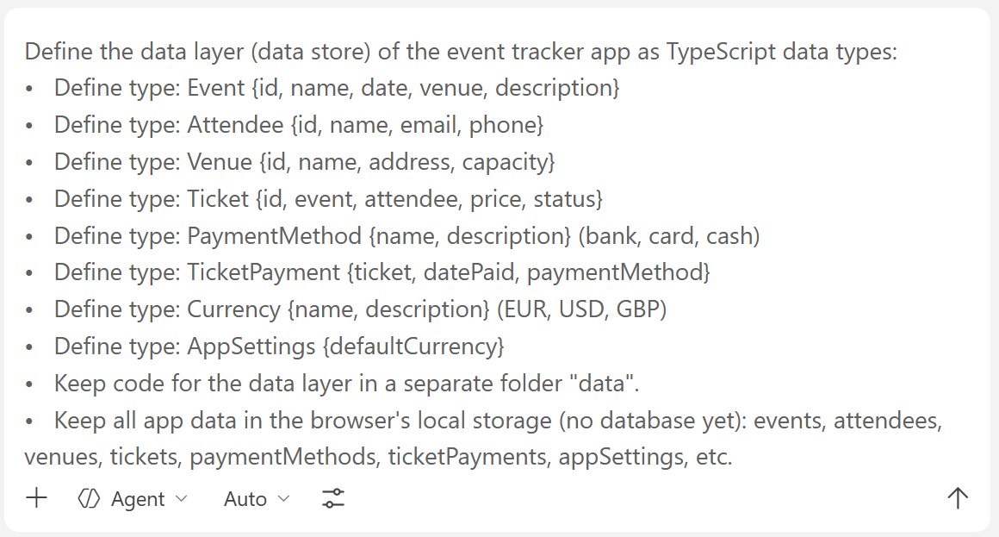 Define the data layer (data store) of the event tracker app as TypeScript data types:
• Define type: Event {id, name, date, venue, description}
• Define type: Attendee {id, name, email, phone}
• Define type: Venue {id, name, address, capacity}
• Define type: Ticket {id, event, attendee, price, status}
• Define type: PaymentMethod {name, description} (bank, card, cash)
• Define type: TicketPayment {ticket, datePaid, paymentMethod}
• Define type: Currency {name, description} (EUR, USD, GBP)
• Define type: AppSettings {defaultCurrency}
• Keep code for the data layer in a separate folder "data".
• Keep all app data in the browser's local storage (no database yet): events, attendees,
venues, tickets, paymentMethods, ticketPayments, appSettings, etc.
Agent Auto